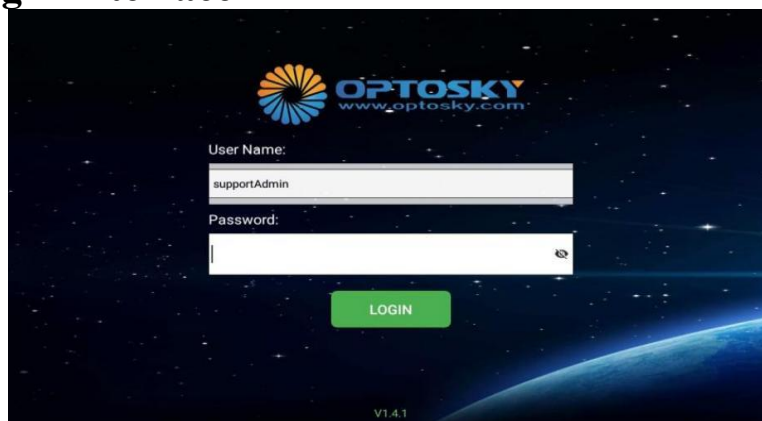 OPTOSKY
www.optosky.com
User Name:
supportAdmin
Password:
LOGIN
V1.4.1